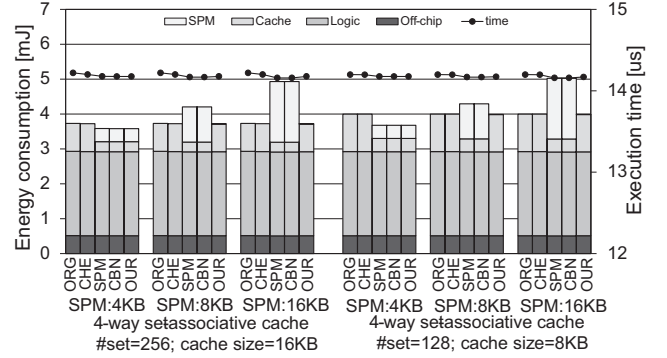 SPM Cache Logic Off-chip time
Energy consumption [mJ]
7
6
5
4
3
2
1
0
Execution time [us]
15
14
13
12
ORG CHE SPM CBN OUR ORG CHE SPM CBN OUR ORG CHE SPM CBN OUR ORG CHE SPM CBN OUR ORG CHE SPM CBN OUR ORG CHE SPM CBN OUR
SPM:4KB SPM:8KB SPM:16KB SPM:4KB SPM:8KB SPM:16KB
4-way set-associative cache 4-way set-associative cache
#set=256; cache size=16KB #set=128; cache size=8KB